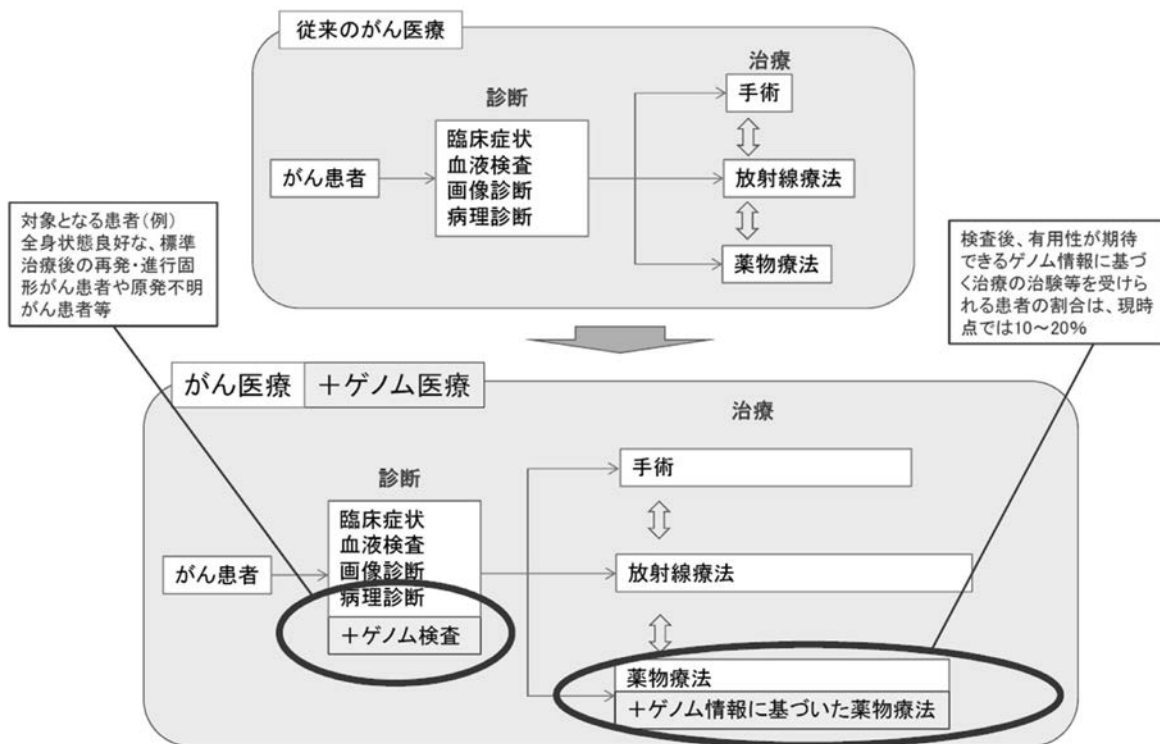 従来のがん医療
治療
手術
診断
臨床症状
血液検査
画像診断
病理診断
がん患者
放射線療法
薬物療法
対象となる患者(例)
全身状態良好な、標準
治療後の再発・進行固
形がん患者や原発不明
がん患者等
検査後、有用性が期待
できるゲノム情報に基づ
く治療の治験等を受けら
れる患者の割合は、現時
点では10~20%
がん医療 +ゲノム医療
治療
手術
診断
臨床症状
血液検査
画像診断
病理診断
+ゲノム検査
がん患者
放射線療法
薬物療法
+ゲノム情報に基づいた薬物療法